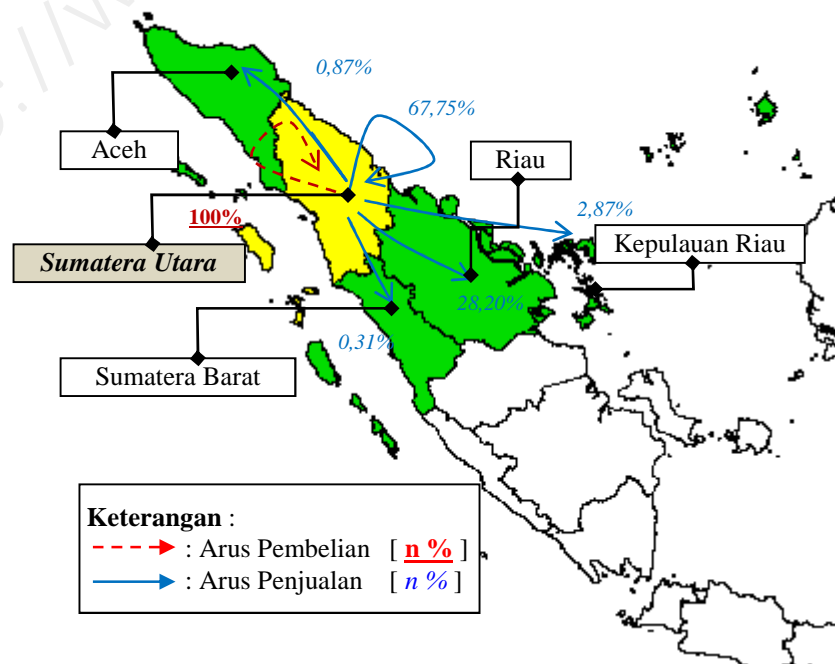 0,87%
67,75%
Aceh
Riau
100%
2,87%
Kepulauan Riau
Sumatera Utara
28,20%
0,31%
Sumatera Barat
Keterangan :
: Arus Pembelian [ n % ]
: Arus Penjualan [ n % ]